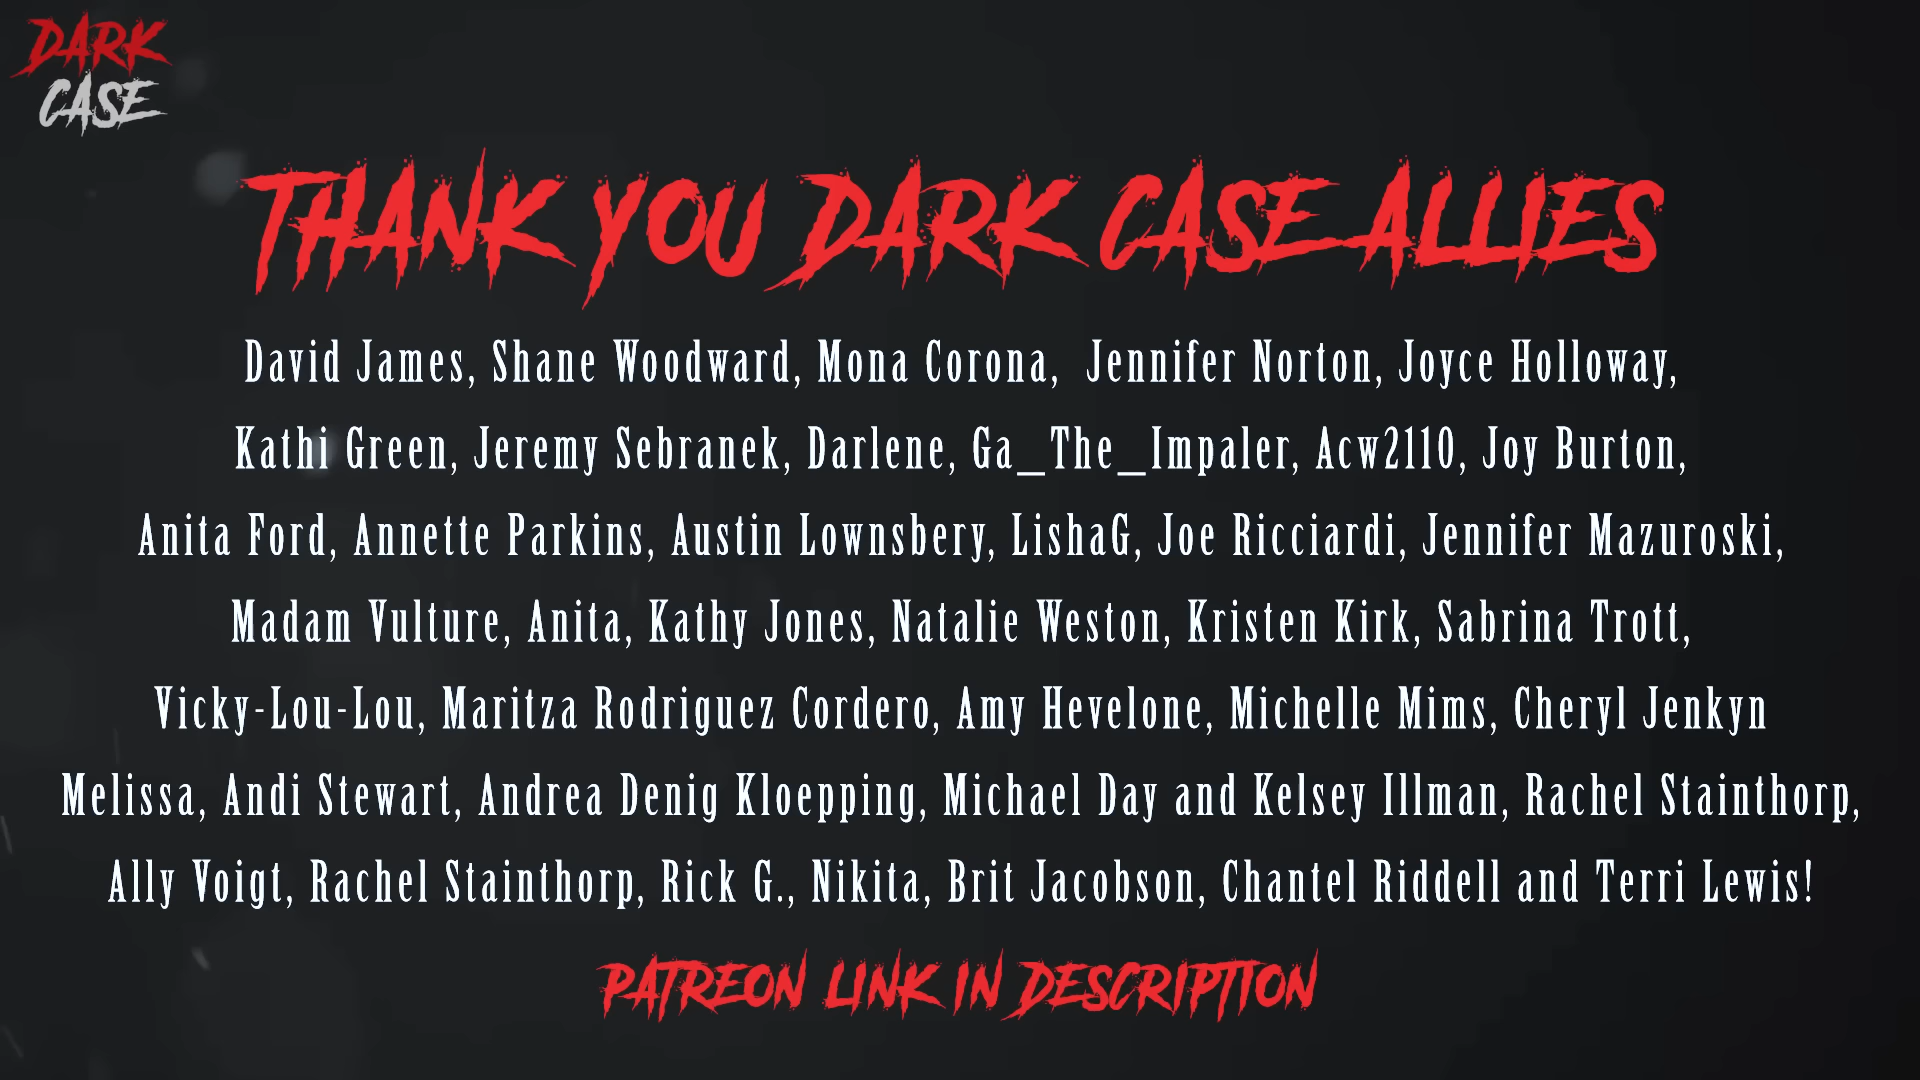 DARK
CASE
THANK YOU DARK CASE ALLIES
David James, Shane Woodward, Mona Corona, Jennifer Norton, Joyce Holloway,
Kathi Green, Jeremy Sebranek, Darlene, Ga_The_Impaler, Acw2110, Joy Burton,
Anita Ford, Annette Parkins, Austin Lownsbery, LishaG, Joe Ricciardi, Jennifer Mazuroski,
Madam Vulture, Anita, Kathy Jones, Natalie Weston, Kristen Kirk, Sabrina Trott,
Vicky-Lou-Lou, Maritza Rodriguez Cordero, Amy Hevelone, Michelle Mims, Cheryl Jenkyn
Melissa, Andi Stewart, Andrea Denig Kloepping, Michael Day and Kelsey Illman, Rachel Stainthorp,
Ally Voigt, Rachel Stainthorp, Rick G., Nikita, Brit Jacobson, Chantel Riddell and Terri Lewis!
PATREON LINK IN DESCRIPTION